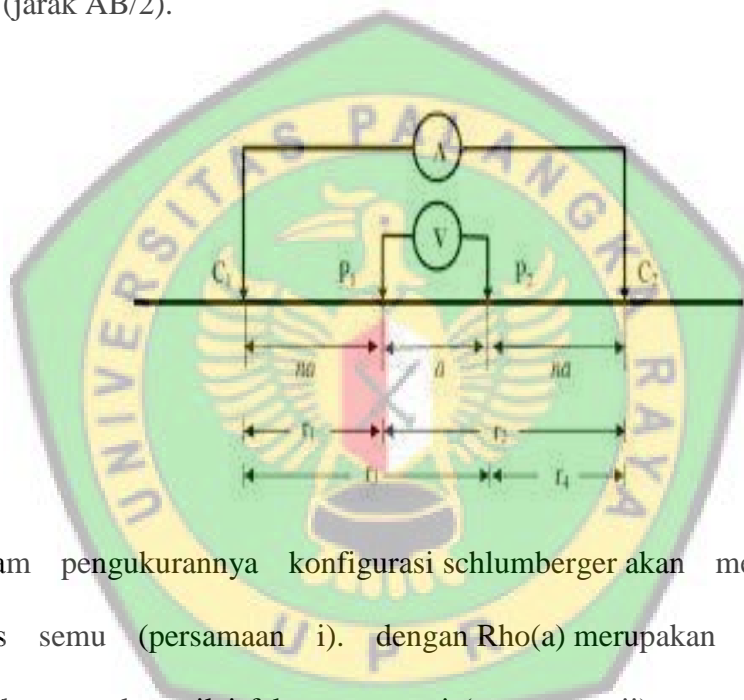 (jarak AB/2).
UNIVERSITAS PALANGKA RAYA
A
V
C₁ P₁ P₂ C₂
na a na
r₁ r₂
r₃ r₄
am pengukurannya konfigurasi schlumberger akan me
s semu (persamaan i). dengan Rho(a) merupakan
U P R